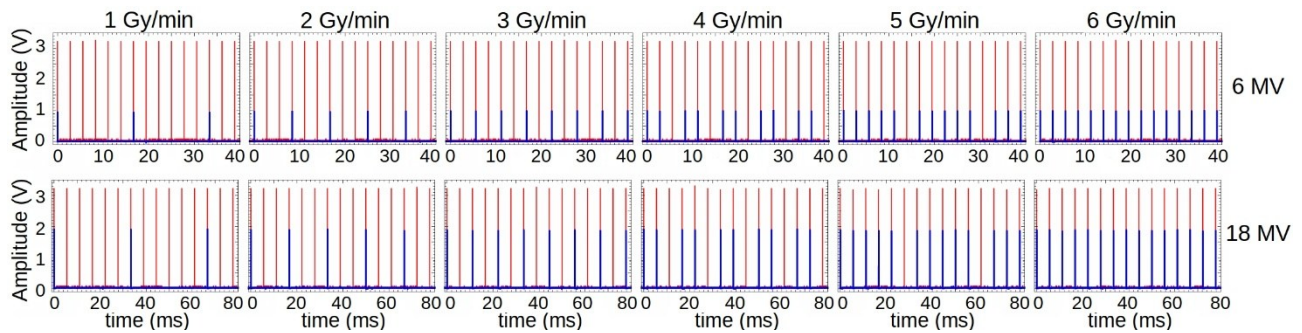 1 Gy/min 2 Gy/min 3 Gy/min 4 Gy/min 5 Gy/min 6 Gy/min
Amplitude (V)
3
2
1
0
6 MV
0 10 20 30 40 0 10 20 30 40 0 10 20 30 40 0 10 20 30 40 0 10 20 30 40 0 10 20 30 40
Amplitude (V)
3
2
1
0
18 MV
0 20 40 60 80 0 20 40 60 80 0 20 40 60 80 0 20 40 60 80 0 20 40 60 80 0 20 40 60 80
time (ms) time (ms) time (ms) time (ms) time (ms) time (ms)